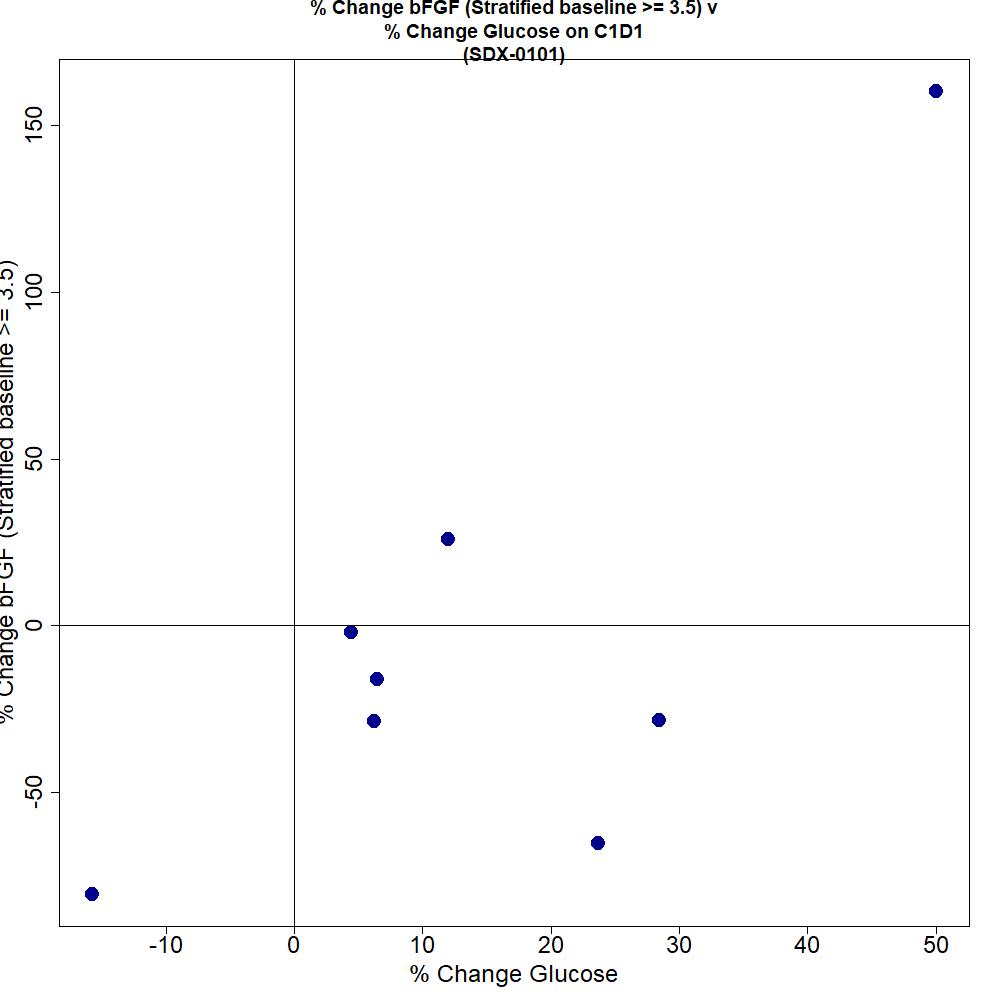 % Change bFGF (Stratified baseline >= 3.5) v
% Change Glucose on C1D1
(SDX-0101)
% Change bFGF (Stratified baseline >= 3.5)
150
100
50
0
-50
-10 0 10 20 30 40 50
% Change Glucose